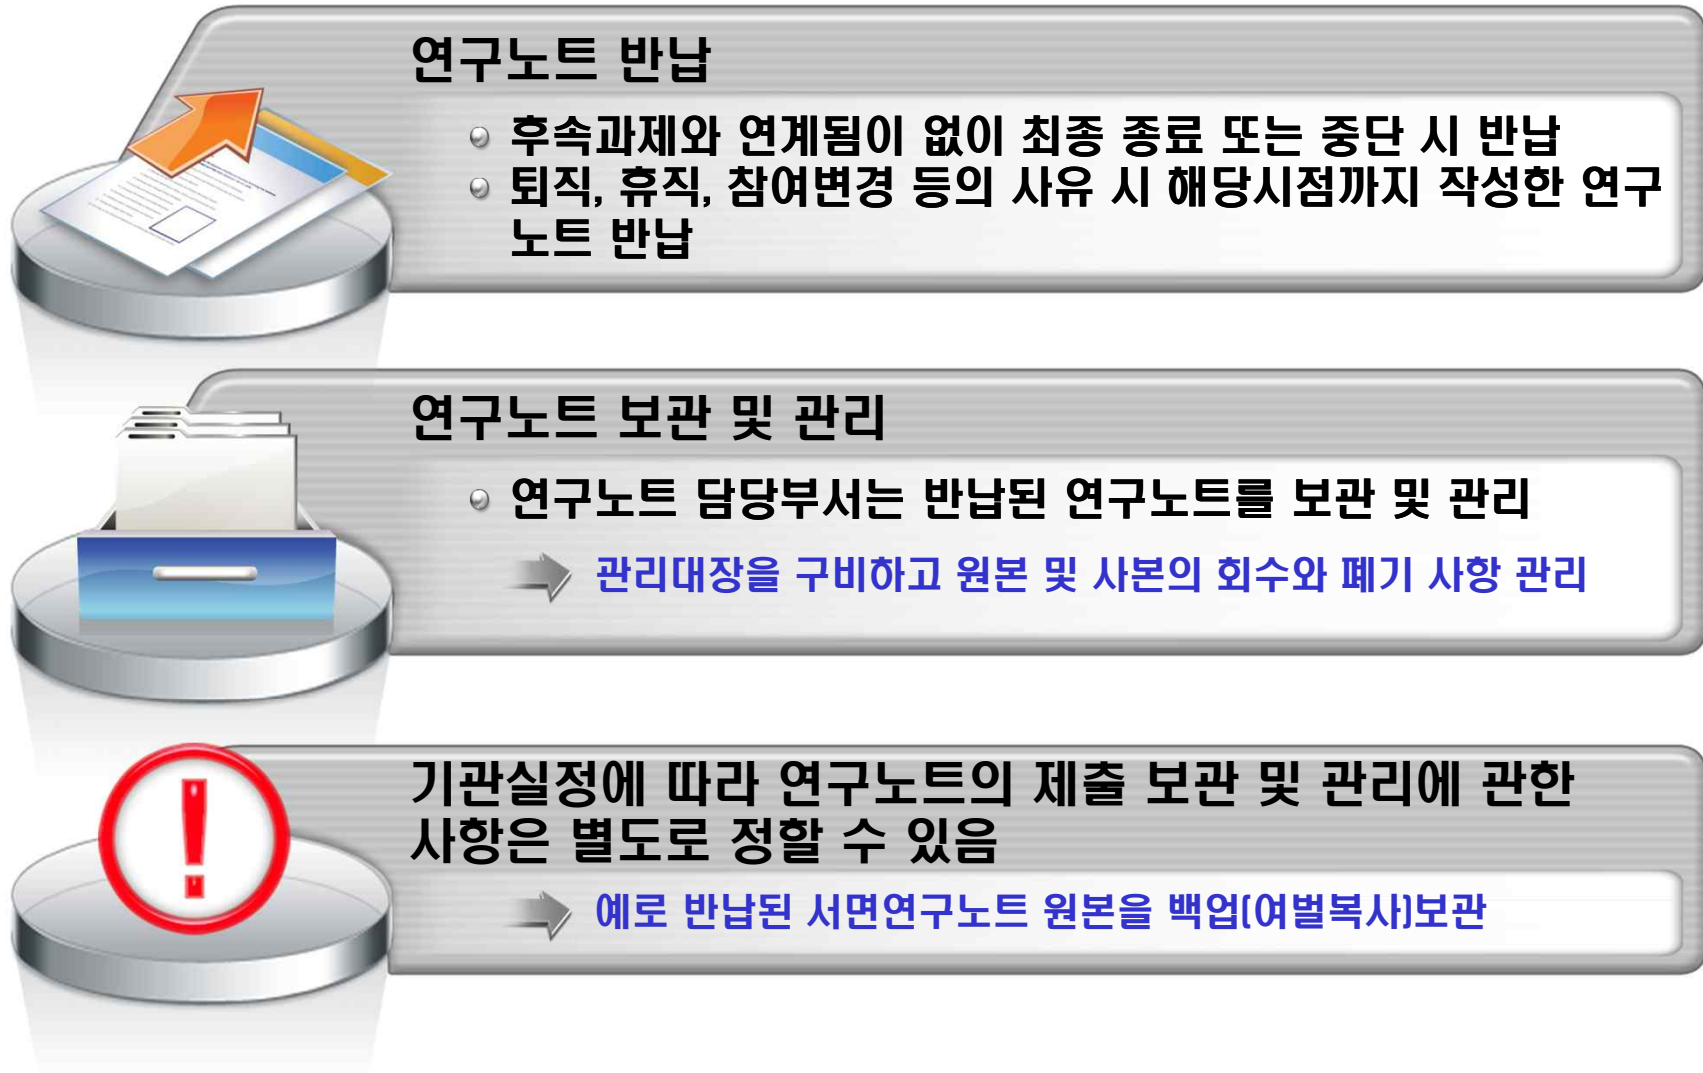 연구노트 반납
후속과제와 연계됨이 없이 최종 종료 또는 중단 시 반납
퇴직, 휴직, 참여변경 등의 사유 시 해당시점까지 작성한 연구
노트 반납
연구노트 보관 및 관리
연구노트 담당부서는 반납된 연구노트를 보관 및 관리
관리대장을 구비하고 원본 및 사본의 회수와 폐기 사항 관리
기관실정에 따라 연구노트의 제출 보관 및 관리에 관한
사항은 별도로 정할 수 있음
예로 반납된 서면연구노트 원본을 백업(여벌복사)보관